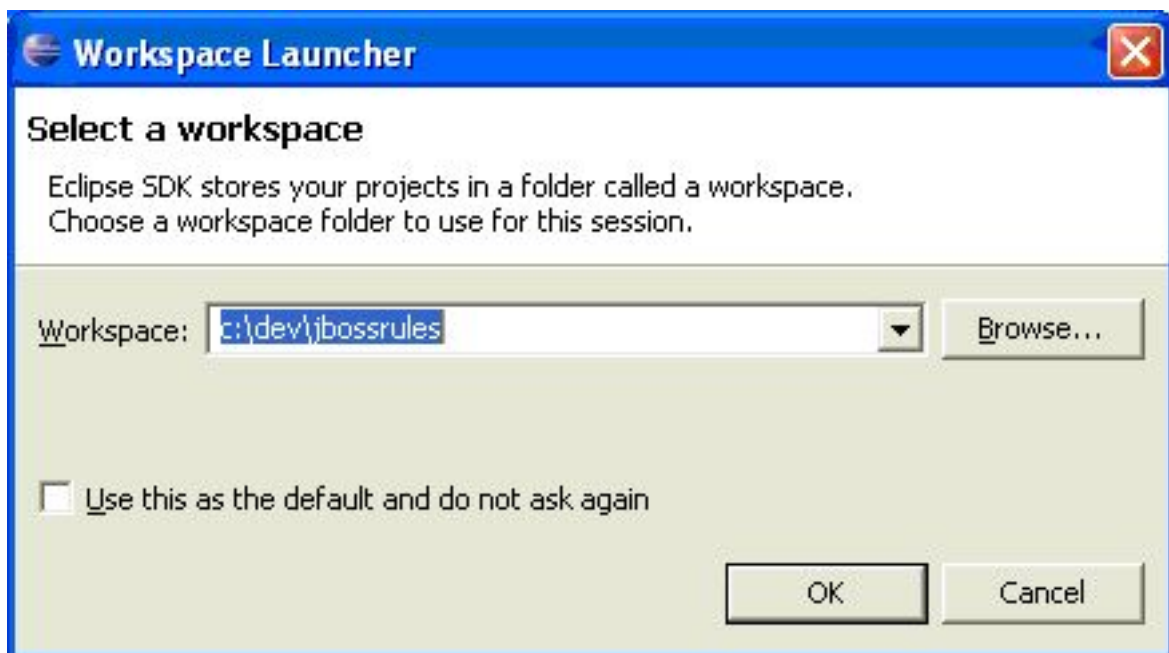 Workspace Launcher
Select a workspace
Eclipse SDK stores your projects in a folder called a workspace.
Choose a workspace folder to use for this session.
Workspace: c:\dev\jbossrules Browse...
Use this as the default and do not ask again
OK Cancel